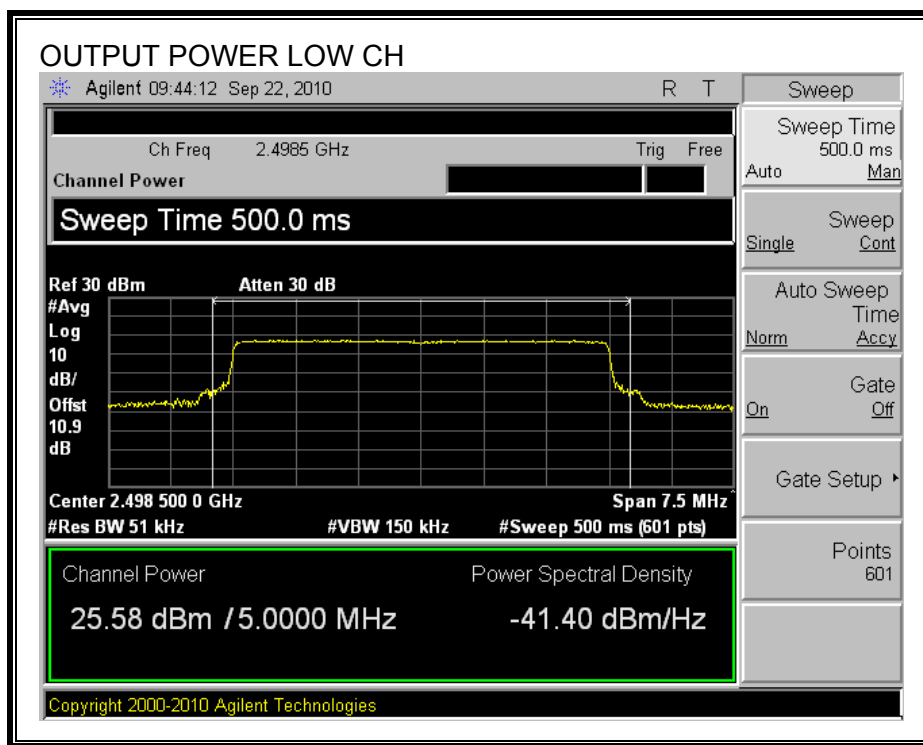 OUTPUT POWER LOW CH
Agilent 09:44:12 Sep 22, 2010 R T
Ch Freq 2.4985 GHz Trig Free
Channel Power
Sweep Time 500.0 ms
Ref 30 dBm Atten 30 dB
#Avg
Log
10
dB/
Offst
10.9
dB
Center 2.498 500 0 GHz Span 7.5 MHz
#Res BW 51 kHz #VBW 150 kHz #Sweep 500 ms (601 pts)
Channel Power Power Spectral Density
25.58 dBm / 5.0000 MHz -41.40 dBm/Hz
Copyright 2000-2010 Agilent Technologies
Sweep
Sweep Time
500.0 ms
Auto Man
Sweep
Single Cont
Auto Sweep
Time
Norm Accy
Gate
On Off
Gate Setup
Points
601